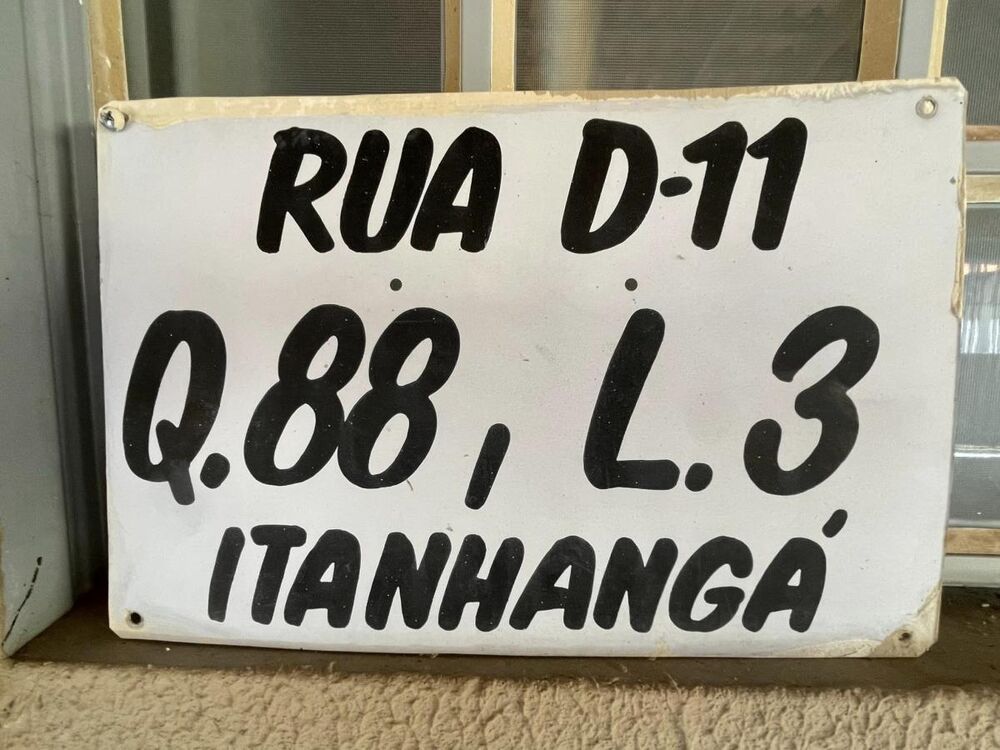 RUA D-11
Q.88, L.3
ITANHANGÁ